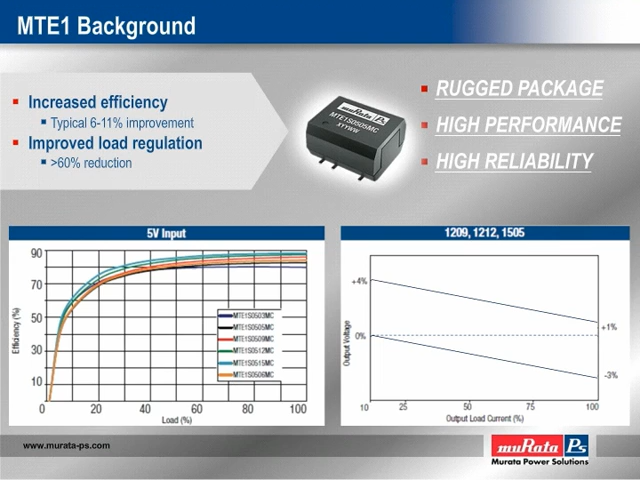 MTE1 Background
Increased efficiency
Typical 6-11% improvement
Improved load regulation
>60% reduction
muRata Ps
MTE1S0505MC
XYYWW
RUGGED PACKAGE
HIGH PERFORMANCE
HIGH RELIABILITY
5V Input
90
70
50
30
10
Efficiency (%)
MTE1S0503MC
MTE1S0505MC
MTE1S0509MC
MTE1S0512MC
MTE1S0515MC
MTE1S0506MC
0 20 40 60 80 100
Load (%)
1209, 1212, 1505
+4%
0%
+1%
-3%
Output Voltage
10 25 50 75 100
Output Load Current (%)
www.murata-ps.com
muRata Ps
Murata Power Solutions